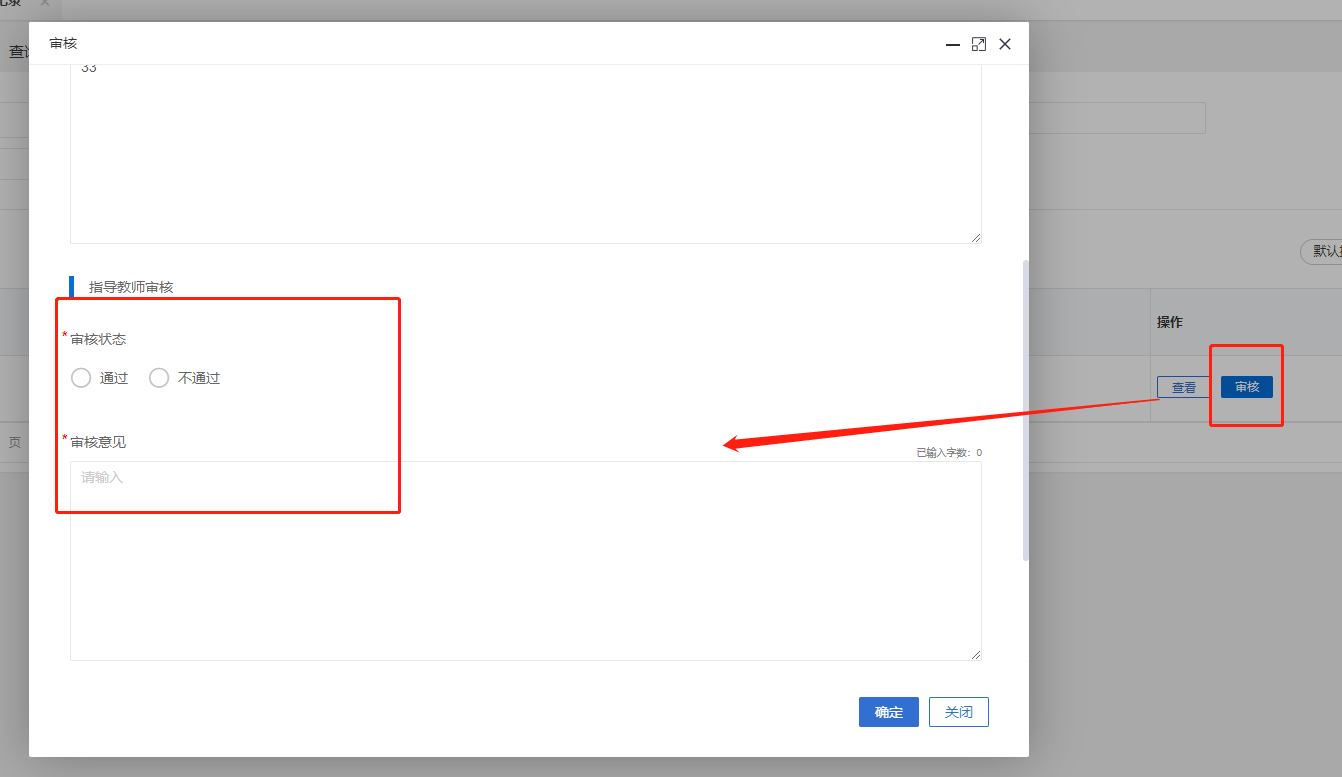 审核
33
指导教师审核
*审核状态
通过 不通过
*审核意见
已输入字数：0
请输入
确定 关闭
默认
操作
查看 审核
页